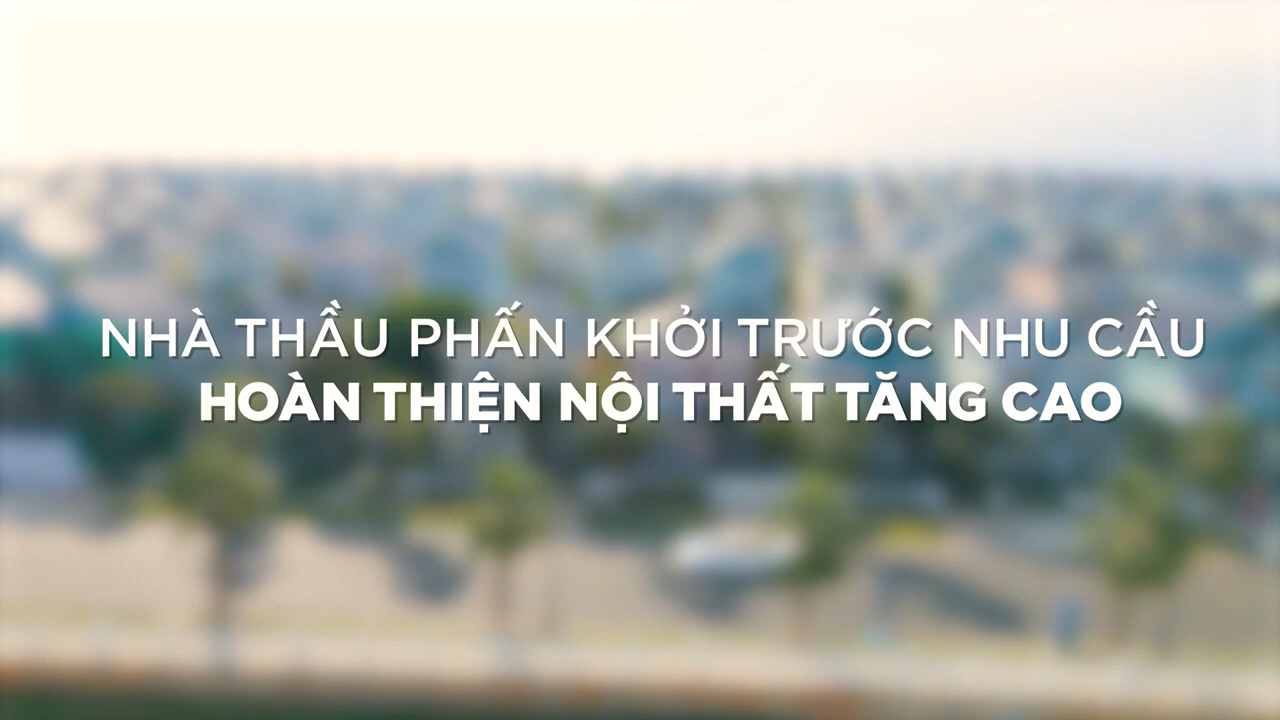 NHÀ THẦU PHẤN KHỞI TRƯỚC NHU CẦU
HOÀN THIỆN NỘI THẤT TĂNG CAO